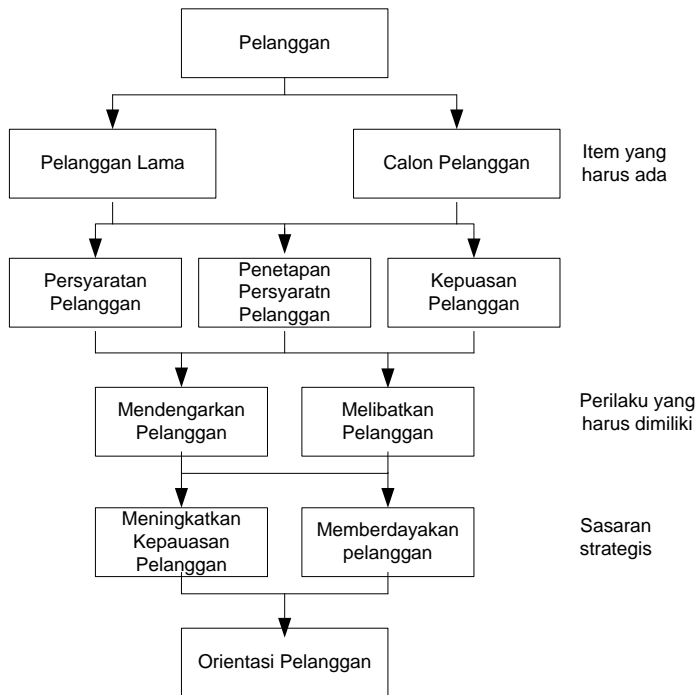 Pelanggan
Pelanggan Lama
Calon Pelanggan
Item yang
harus ada
Persyaratan
Pelanggan
Penetapan
Persyaratn
Pelanggan
Kepuasan
Pelanggan
Mendengarkan
Pelanggan
Melibatkan
Pelanggan
Perilaku yang
harus dimiliki
Meningkatkan
Kepauasan
Pelanggan
Memberdayakan
pelanggan
Sasaran
strategis
Orientasi Pelanggan